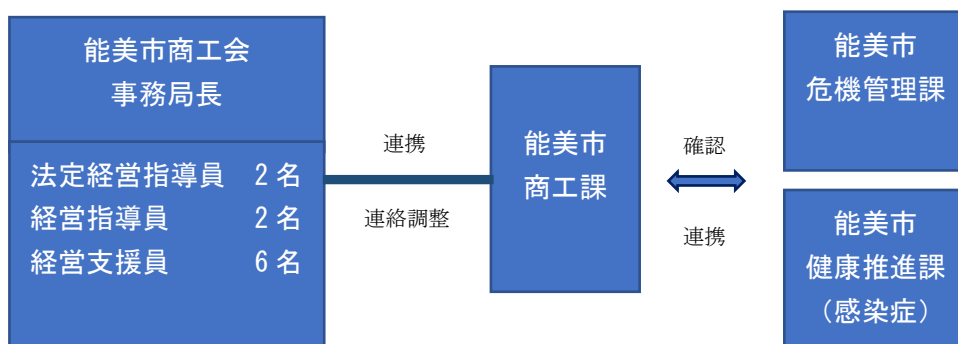 能美市商工会
事務局長
法定経営指導員 2名
経営指導員 2名
経営支援員 6名
連携
連絡調整
能美市
商工課
確認
連携
能美市
危機管理課
能美市
健康推進課
（感染症）